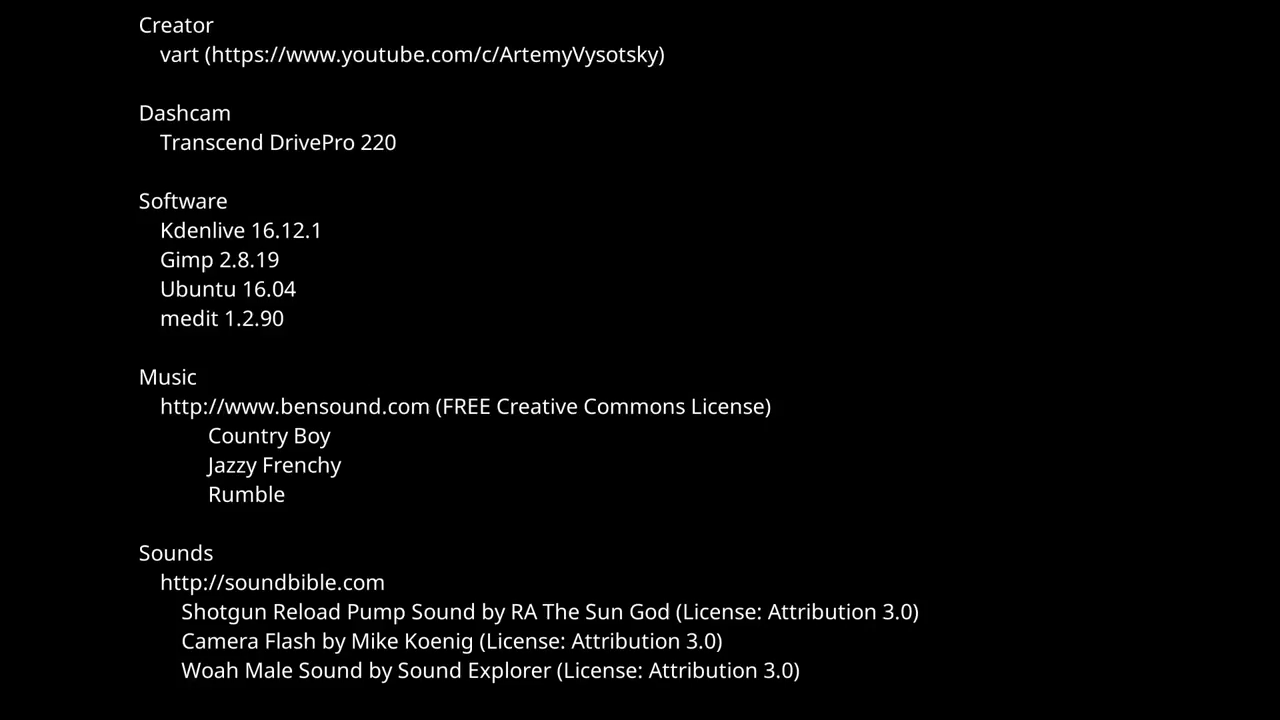 Creator
vart (https://www.youtube.com/c/ArtemyVysotsky)
Dashcam
Transcend DrivePro 220
Software
Kdenlive 16.12.1
Gimp 2.8.19
Ubuntu 16.04
medit 1.2.90
Music
http://www.bensound.com (FREE Creative Commons License)
Country Boy
Jazzy Frenchy
Rumble
Sounds
http://soundbible.com
Shotgun Reload Pump Sound by RA The Sun God (License: Attribution 3.0)
Camera Flash by Mike Koenig (License: Attribution 3.0)
Woah Male Sound by Sound Explorer (License: Attribution 3.0)